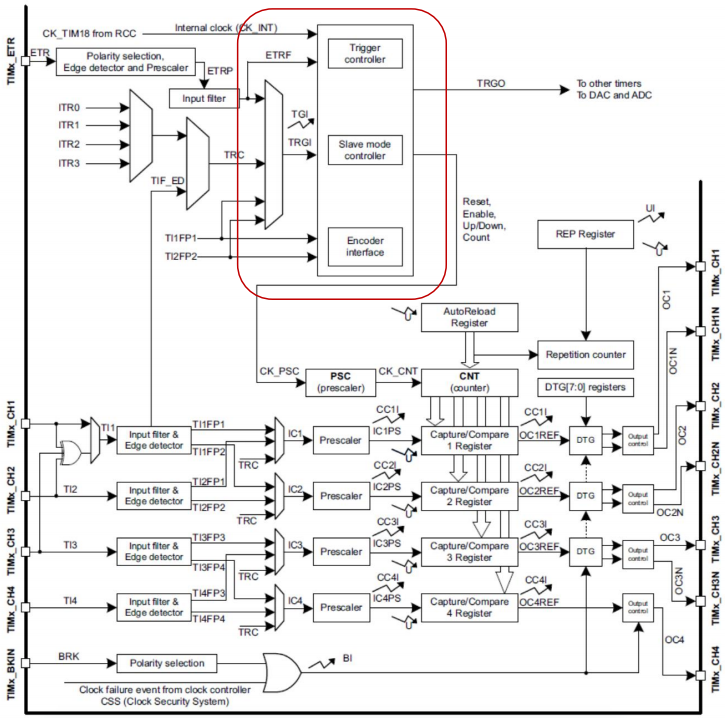 CK_TIM18 from RCC
Internal clock (CK_INT)
TIMx_ETR
ETR
Polarity selection,
Edge detector and Prescaler
ETRP
Input filter
ETRF
Trigger
controller
TRGO
To other timers
To DAC and ADC
ITR0
ITR1
ITR2
ITR3
TIF_ED
TRC
TGI
TRGI
Slave mode
controller
TI1FP1
TI2FP2
Encoder
interface
Reset,
Enable,
Up/Down,
Count
UI
REP Register
AutoReload
Register
Repetition counter
CK_PSC
PSC
(prescaler)
CK_CNT
CNT
(counter)
DTG[7:0] registers
TIMx_CH1
TI1
Input filter &
Edge detector
TI1FP1
TI1FP2
TRC
IC1
Prescaler
CC1I
IC1PS
Capture/Compare
1 Register
CC1I
OC1REF
DTG
Output
control
OC1
OC1N
TIMx_CH1
TIMx_CH1N
TIMx_CH2
TI2
Input filter &
Edge detector
TI2FP1
TI2FP2
TRC
IC2
Prescaler
CC2I
IC2PS
Capture/Compare
2 Register
CC2I
OC2REF
DTG
Output
control
OC2
OC2N
TIMx_CH2
TIMx_CH2N
TIMx_CH3
TI3
Input filter &
Edge detector
TI3FP3
TI3FP4
TRC
IC3
Prescaler
CC3I
IC3PS
Capture/Compare
3 Register
CC3I
OC3REF
DTG
Output
control
OC3
OC3N
TIMx_CH3
TIMx_CH3N
TIMx_CH4
TI4
Input filter &
Edge detector
TI4FP3
TI4FP4
TRC
IC4
Prescaler
CC4I
IC4PS
Capture/Compare
4 Register
CC4I
OC4REF
Output
control
OC4
TIMx_CH4
TIMx_BKIN
BRK
Polarity selection
BI
Clock failure event from clock controller
CSS (Clock Security System)